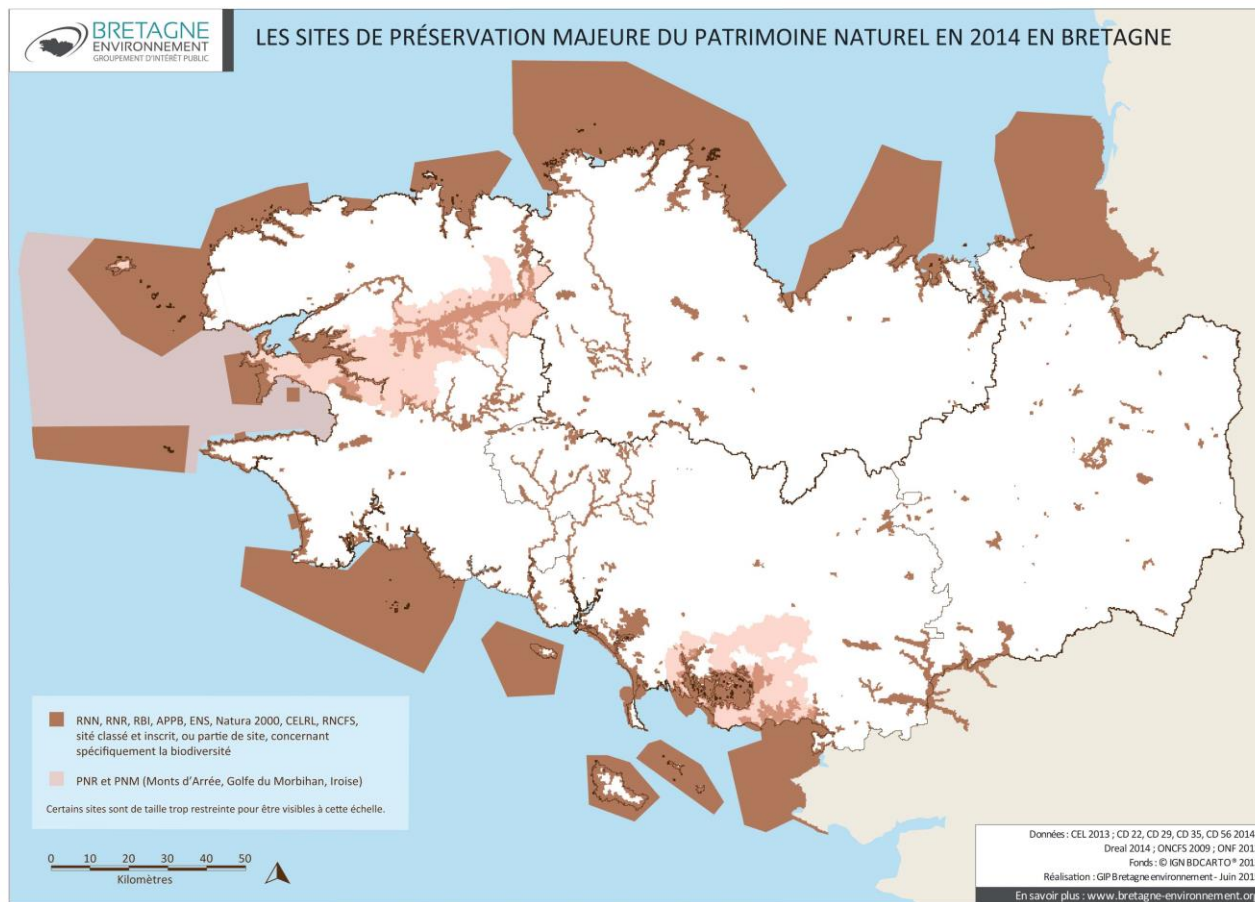 BRETAGNE
ENVIRONNEMENT
GROUPEMENT D'INTÉRÊT PUBLIC
LES SITES DE PRÉSERVATION MAJEURE DU PATRIMOINE NATUREL EN 2014 EN BRETAGNE
RNN, RNR, RBI, APPB, ENS, Natura 2000, CELRL, RNCFS,
sité classé et inscrit, ou partie de site, concernant
spécifiquement la biodiversité
PNR et PNM (Monts d'Arrée, Golfe du Morbihan, Iroise)
Certains sites sont de taille trop restreinte pour être visibles à cette échelle.
0 10 20 30 40 50
Kilomètres
Données : CEL 2013 ; CD 22, CD 29, CD 35, CD 56 2014
Dreal 2014 ; ONCFS 2009 ; ONF 201
Fonds : © IGN BDCARTO® 201
Réalisation : GIP Bretagne environnement - Juin 201
En savoir plus : www.bretagne-environnement.org